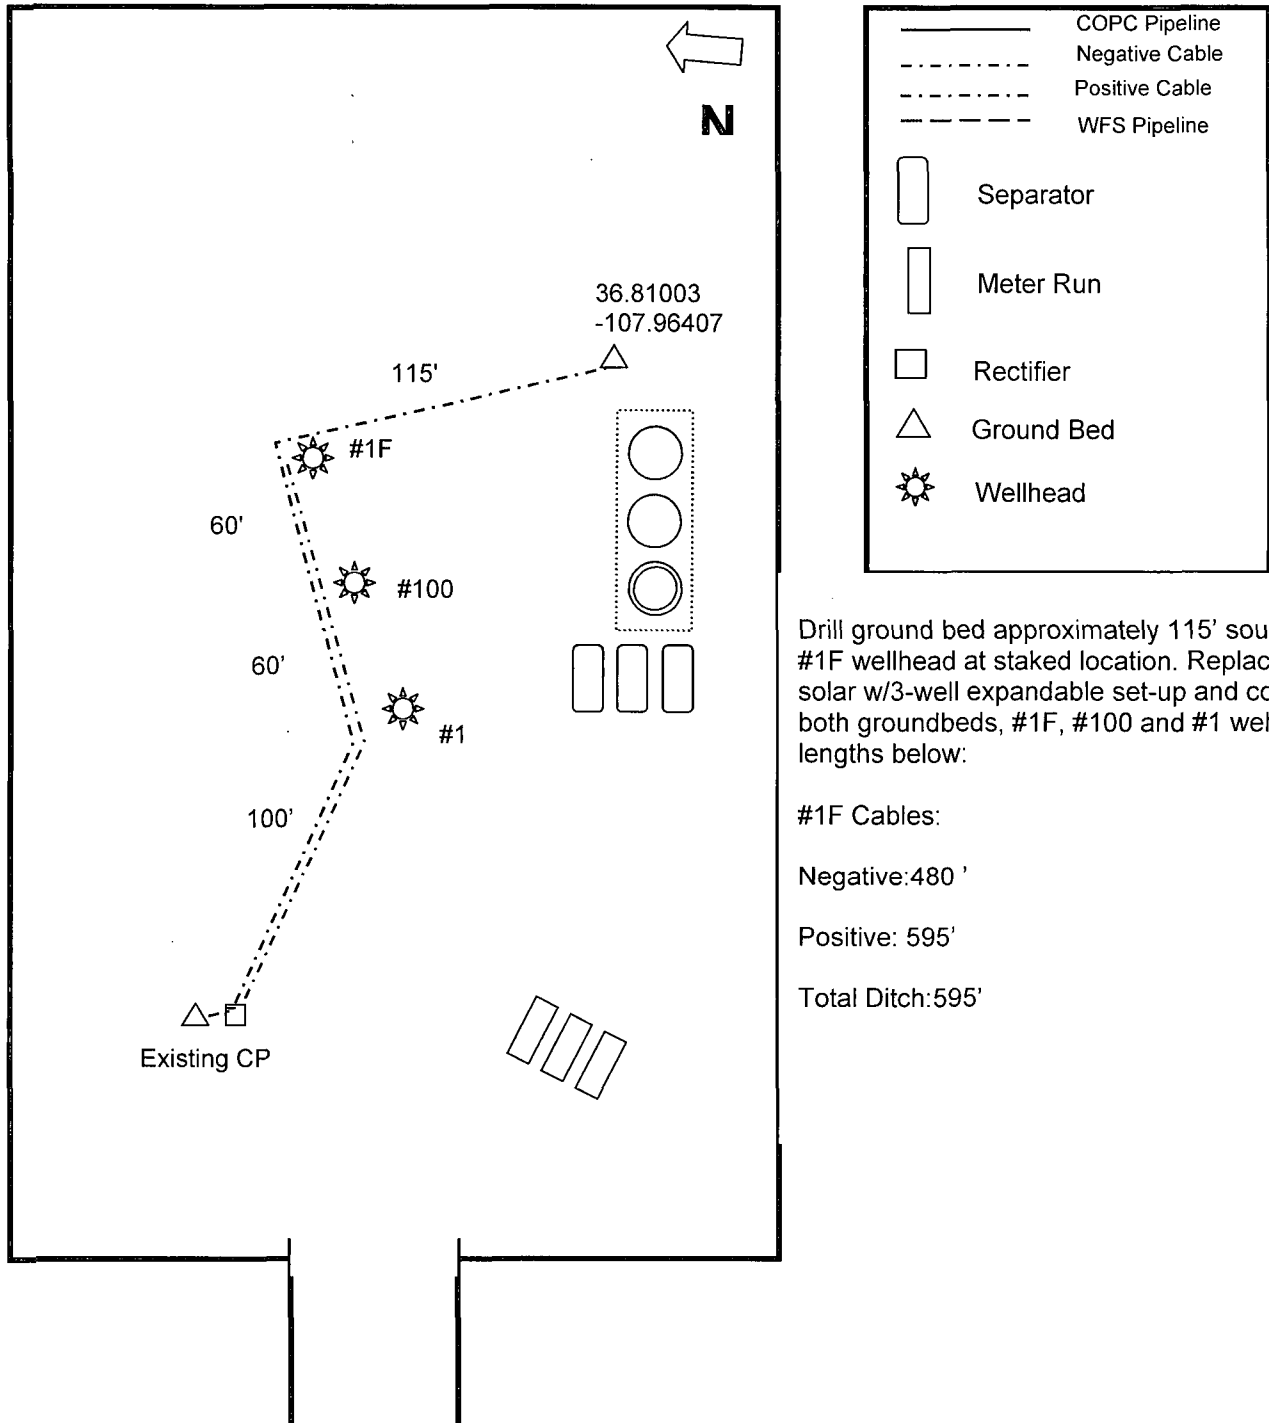 N
36.81003
-107.96407
115'
#1F
60'
#100
60'
#1
100'
Existing CP
COPC Pipeline
Negative Cable
Positive Cable
WFS Pipeline
Separator
Meter Run
Rectifier
Ground Bed
Wellhead
Drill ground bed approximately 115' sou
#1F wellhead at staked location. Replac
solar w/3-well expandable set-up and co
both groundbeds, #1F, #100 and #1 wel
lengths below:
#1F Cables:
Negative:480 '
Positive: 595'
Total Ditch:595'